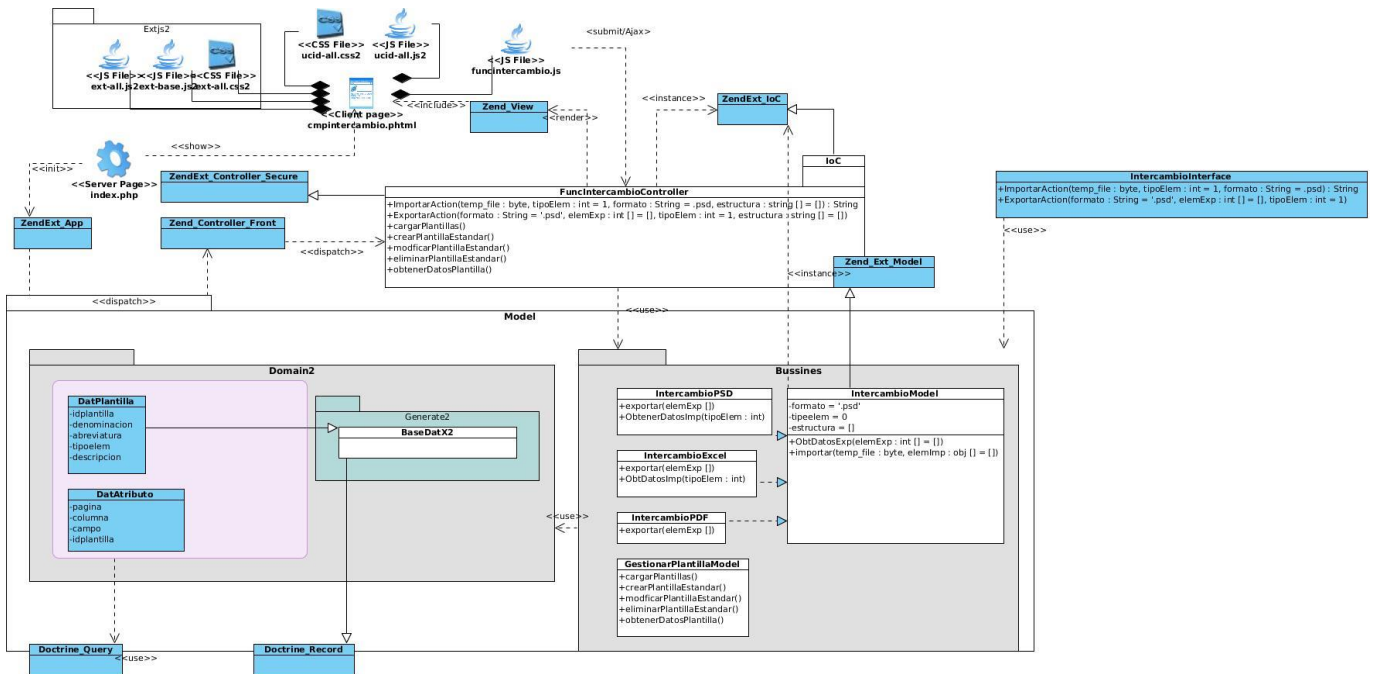 Extjs2
<<JS File>>
ext-all.js2
<<JS File>>
ext-base.js2
<<CSS File>>
ext-all.css2
<<CSS File>>
ucid-all.css2
<<JS File>>
ucid-all.js2
<<JS File>>
funcintercambio.js
<submit/Ajax>
<<Client page>>
cmpintercambio.phtml
<<include>>
Zend_View
<<render>>
<<instance>>
ZendExt_IoC
<<show>>
<<init>>
<<Server Page>>
index.php
ZendExt_Controller_Secure
IoC
FuncIntercambioController
+ImportarAction(temp_file : byte, tipoElem : int = 1, formato : String = .psd, estructura : string [] = []) : String
+ExportarAction(formato : String = '.psd', elemExp : int [] = [], tipoElem : int = 1, estructura : string [] = [])
+cargarPlantillas()
+crearPlantillaEstandar()
+modficarPlantillaEstandar()
+eliminarPlantillaEstandar()
+obtenerDatosPlantilla()
IntercambioInterface
+ImportarAction(temp_file : byte, tipoElem : int = 1, formato : String = .psd) : String
+ExportarAction(formato : String = '.psd', elemExp : int [] = [], tipoElem : int = 1)
ZendExt_App
Zend_Controller_Front
<<dispatch>>
Zend_Ext_Model
<<instance>>
<<use>>
<<use>>
<<dispatch>>
Model
Domain2
DatPlantilla
-idplantilla
-denominacion
-abreviatura
-tipoelem
-descripcion
Generate2
BaseDatX2
DatAtributo
-pagina
-columna
-campo
-idplantilla
<<use>>
Bussines
IntercambioPSD
+exportar(elemExp [])
+ObtenerDatosImp(tipoElem : int)
IntercambioModel
-formato = '.psd'
-tipeelem = 0
-estructura = []
+ObtDatosExp(elemExp : int [] = [])
+importar(temp_file : byte, elemImp : obj [] = [])
IntercambioExcel
+exportar(elemExp [])
+ObtDatosImp(tipoElem : int)
IntercambioPDF
+exportar(elemExp [])
GestionarPlantillaModel
+cargarPlantillas()
+crearPlantillaEstandar()
+modficarPlantillaEstandar()
+eliminarPlantillaEstandar()
+obtenerDatosPlantilla()
Doctrine_Query
<<use>>
Doctrine_Record